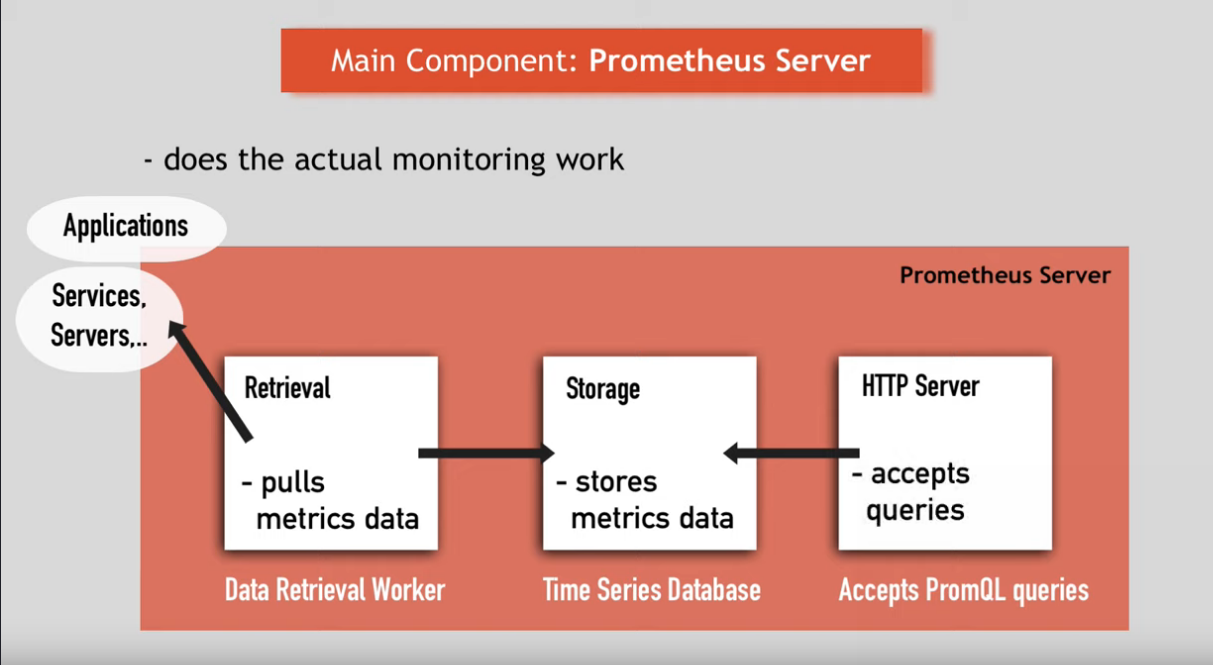 Main Component: Prometheus Server
- does the actual monitoring work
Applications
Services,
Servers,..
Prometheus Server
Retrieval
- pulls
metrics data
Data Retrieval Worker
Storage
- stores
metrics data
Time Series Database
HTTP Server
- accepts
queries
Accepts PromQL queries